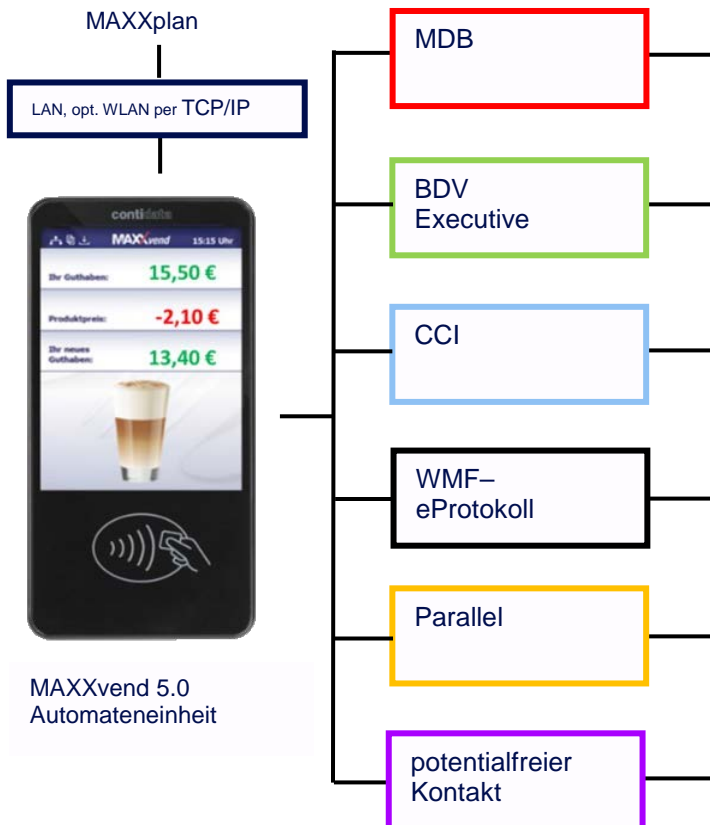 MAXXplan
LAN, opt. WLAN per TCP/IP
contidata
MAXXvend 15:15 Uhr
Ihr Guthaben: 15,50 €
Produktpreis: -2,10 €
Ihr neues
Guthaben: 13,40 €
MAXXvend 5.0
Automateneinheit
MDB
BDV
Executive
CCI
WMF–
eProtokoll
Parallel
potentialfreier
Kontakt